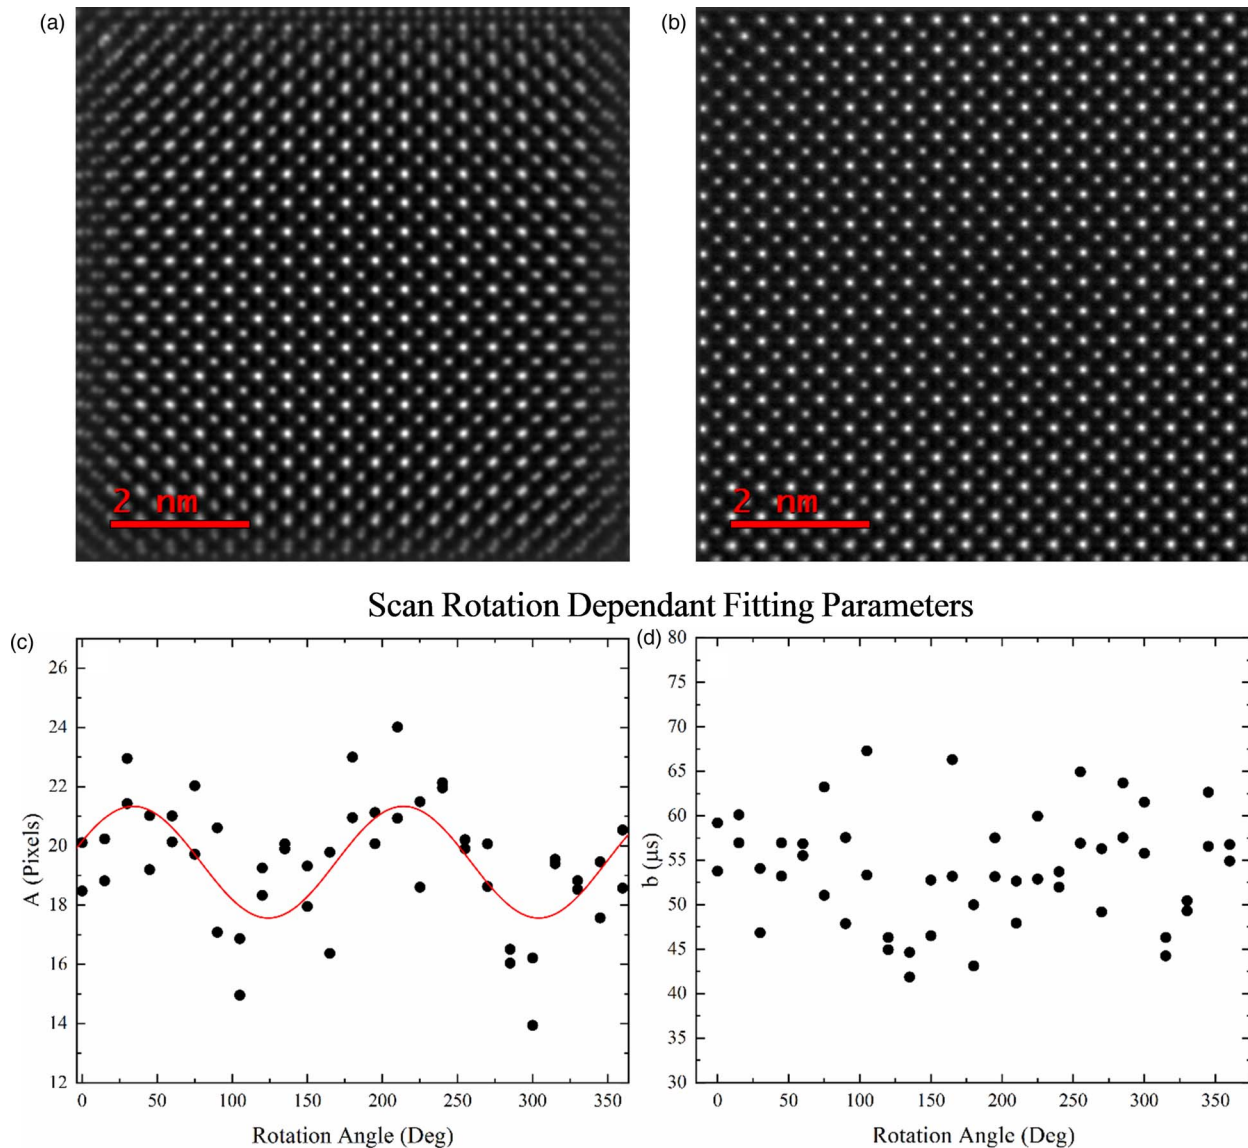 (a)
(b)
2 nm
2 nm
Scan Rotation Dependant Fitting Parameters
(c)
(d)
26
24
22
20
18
16
14
12
A (Pixels)
0 50 100 150 200 250 300 350
Rotation Angle (Deg)
80
75
70
65
60
55
50
45
40
35
30
b (μs)
0 50 100 150 200 250 300 350
Rotation Angle (Deg)